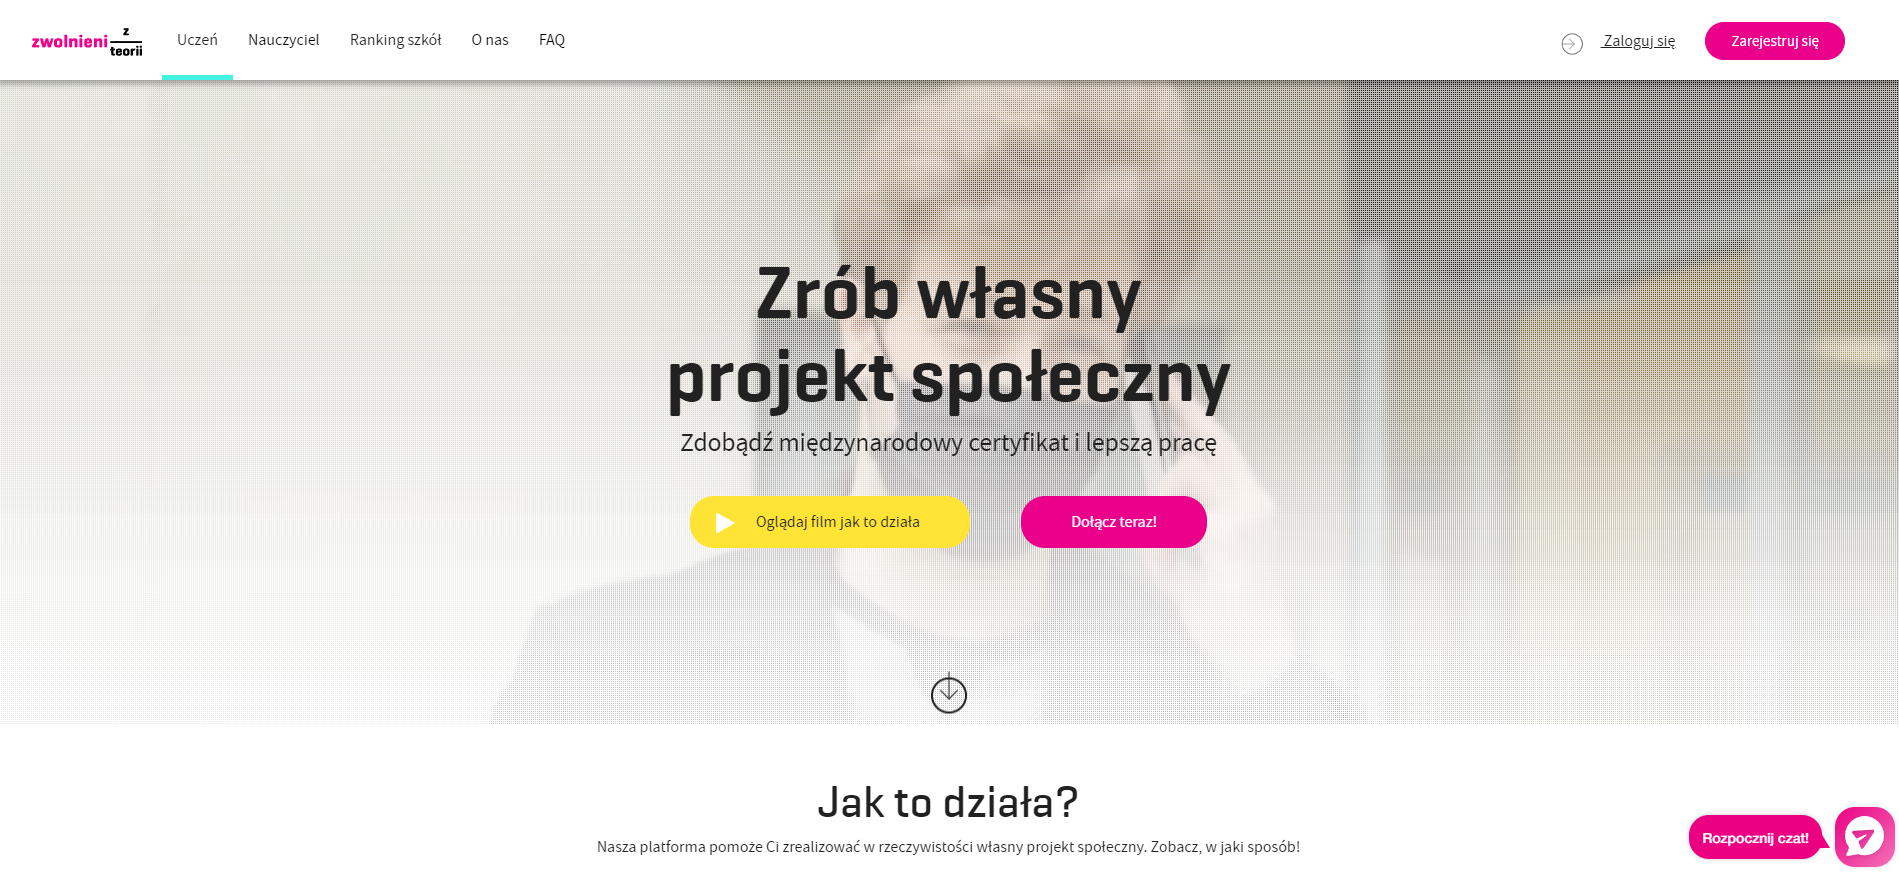 zwolnieni z teorii
Uczeń
Nauczyciel
Ranking szkół
O nas
FAQ
Zaloguj się
Zarejestruj się
Zrób własny
projekt społeczny
Zdobądź międzynarodowy certyfikat i lepszą pracę
Oglądaj film jak to działa
Dołącz teraz!
Jak to działa?
Nasza platforma pomoże Ci zrealizować w rzeczywistości własny projekt społeczny. Zobacz, w jaki sposób!
Rozpocznij czat!